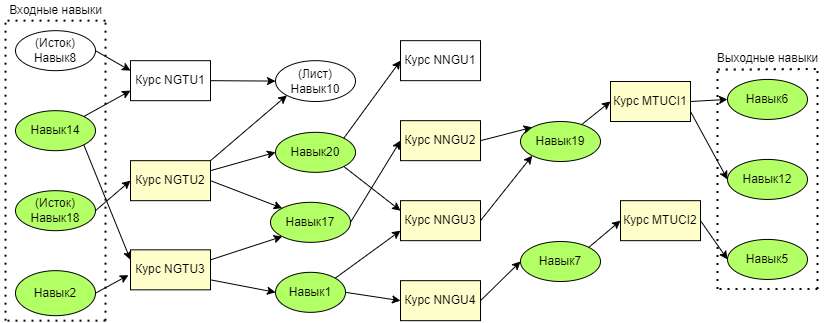 Входные навыки
(Исток)
Навык8
Навык14
(Исток)
Навык18
Навык2
Курс NGTU1
Курс NGTU2
Курс NGTU3
(Лист)
Навык10
Навык20
Навык17
Навык1
Курс NNGU1
Курс NNGU2
Курс NNGU3
Курс NNGU4
Навык19
Навык7
Курс MTUCI1
Курс MTUCI2
Выходные навыки
Навык6
Навык12
Навык5